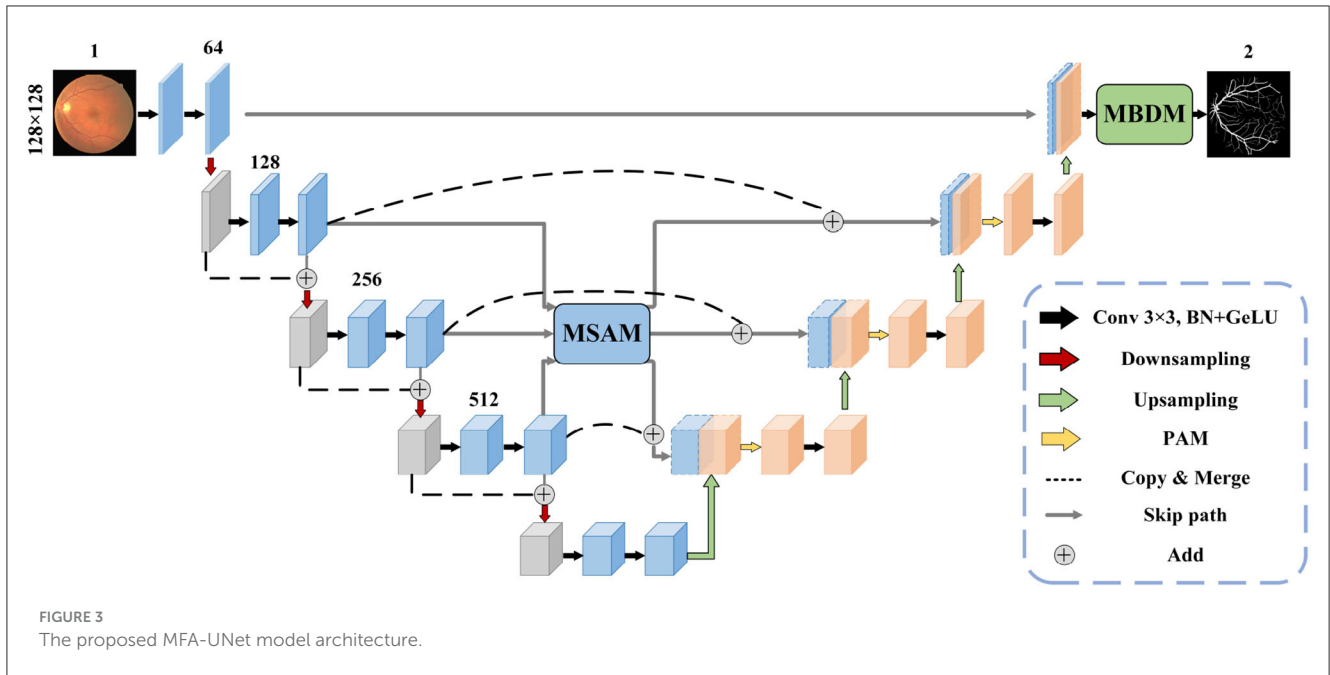 1
64
2
128×128
MBDM
128
256
MSAM
512
Conv 3×3, BN+GeLU
Downsampling
Upsampling
PAM
Copy & Merge
Skip path
Add
FIGURE 3
The proposed MFA-UNet model architecture.